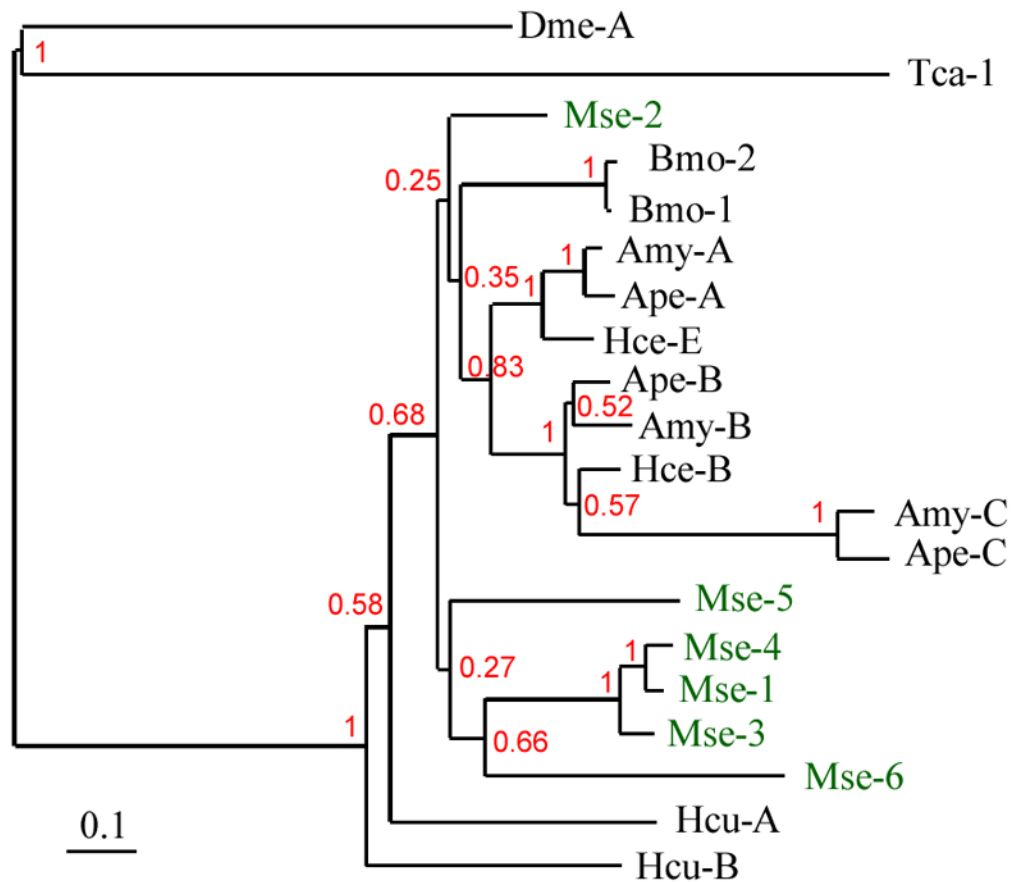 Dme-A
1
Tca-1
Mse-2
Bmo-2
1
0.25
Bmo-1
Amy-A
1
0.35
1
Ape-A
Hce-E
0.83
Ape-B
0.52
0.68
1
Amy-B
Hce-B
0.57
1
Amy-C
Ape-C
Mse-5
0.58
1
Mse-4
0.27
1
Mse-1
1
Mse-3
0.66
Mse-6
0.1
Hcu-A
Hcu-B